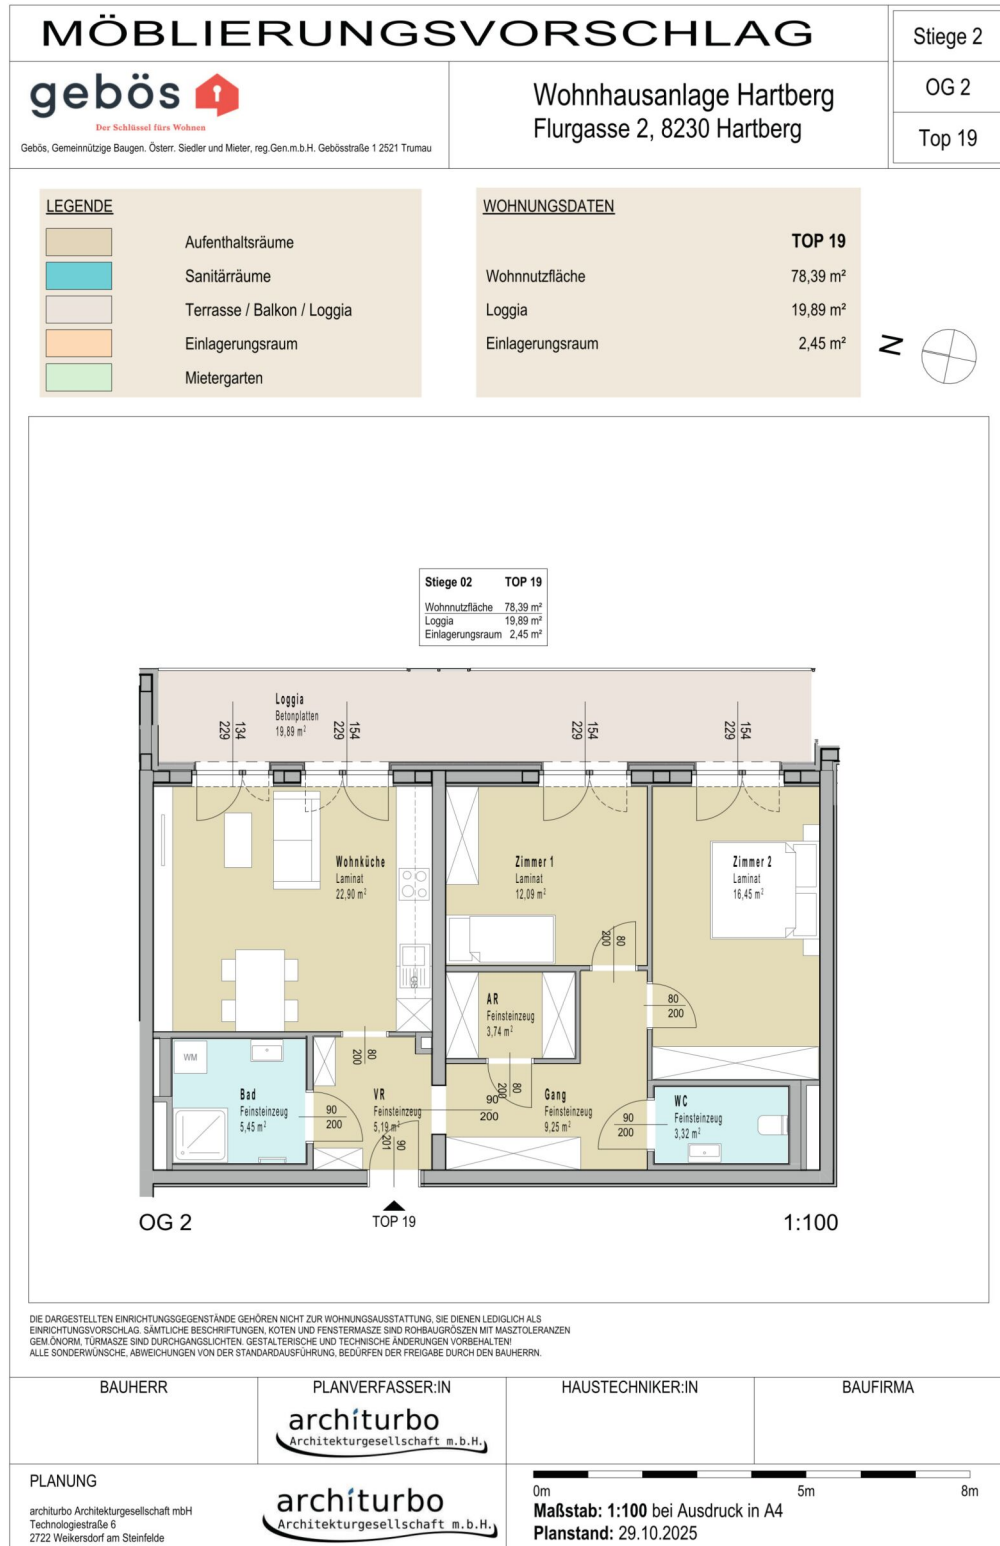 MÖBLIERUNGSVORSCHLAG
Stiege 2
OG 2
Top 19
gebös
Der Schlüssel fürs Wohnen
Gebös, Gemeinnützige Baugen. Österr. Siedler und Mieter, reg.Gen.m.b.H. Gebösstraße 1 2521 Trumau
Wohnhausanlage Hartberg
Flurgasse 2, 8230 Hartberg
LEGENDE
Aufenthaltsräume
Sanitärräume
Terrasse / Balkon / Loggia
Einlagerungsraum
Mietergarten
WOHNUNGSDATEN
TOP 19
Wohnnutzfläche 78,39 m²
Loggia 19,89 m²
Einlagerungsraum 2,45 m²
N
Stiege 02 TOP 19
Wohnnutzfläche 78,39 m²
Loggia 19,89 m²
Einlagerungsraum 2,45 m²
Loggia
Betonplatten
19,89 m²
134
229
154
229
154
229
154
229
Wohnküche
Laminat
22,90 m²
Zimmer 1
Laminat
12,09 m²
Zimmer 2
Laminat
16,45 m²
80
200
GS
AR
Feinsteinzeug
3,74 m²
80
200
WM
80
200
80
200
Bad
Feinsteinzeug
5,45 m²
90
200
VR
Feinsteinzeug
5,19 m²
90
200
90
201
Gang
Feinsteinzeug
9,25 m²
90
200
WC
Feinsteinzeug
3,32 m²
OG 2
TOP 19
1:100
DIE DARGESTELLTEN EINRICHTUNGSGEGENSTÄNDE GEHÖREN NICHT ZUR WOHNUNGSAUSSTATTUNG, SIE DIENEN LEDIGLICH ALS
EINRICHTUNGSVORSCHLAG. SÄMTLICHE BESCHRIFTUNGEN, KOTEN UND FENSTERMASZE SIND ROHBAUGRÖSZEN MIT MASZTOLERANZEN
GEM.ÖNORM, TÜRMASZE SIND DURCHGANGSLICHTEN. GESTALTERISCHE UND TECHNISCHE ÄNDERUNGEN VORBEHALTEN!
ALLE SONDERWÜNSCHE, ABWEICHUNGEN VON DER STANDARDAUSFÜHRUNG, BEDÜRFEN DER FREIGABE DURCH DEN BAUHERRN.
BAUHERR
PLANVERFASSER:IN
HAUSTECHNIKER:IN
BAUFIRMA
architurbo
Architekturgesellschaft m.b.H.
PLANUNG
architurbo Architekturgesellschaft mbH
Technologiestraße 6
2722 Weikersdorf am Steinfelde
architurbo
Architekturgesellschaft m.b.H.
0m 5m 8m
Maßstab: 1:100 bei Ausdruck in A4
Planstand: 29.10.2025